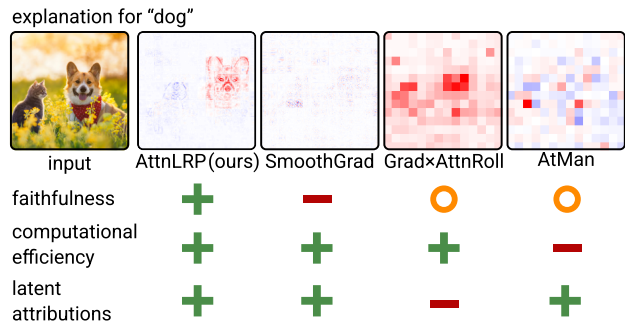 explanation for “dog”
input
AttnLRP(ours) SmoothGrad Grad×AttnRoll AtMan
faithfulness
computational
efficiency
latent
attributions